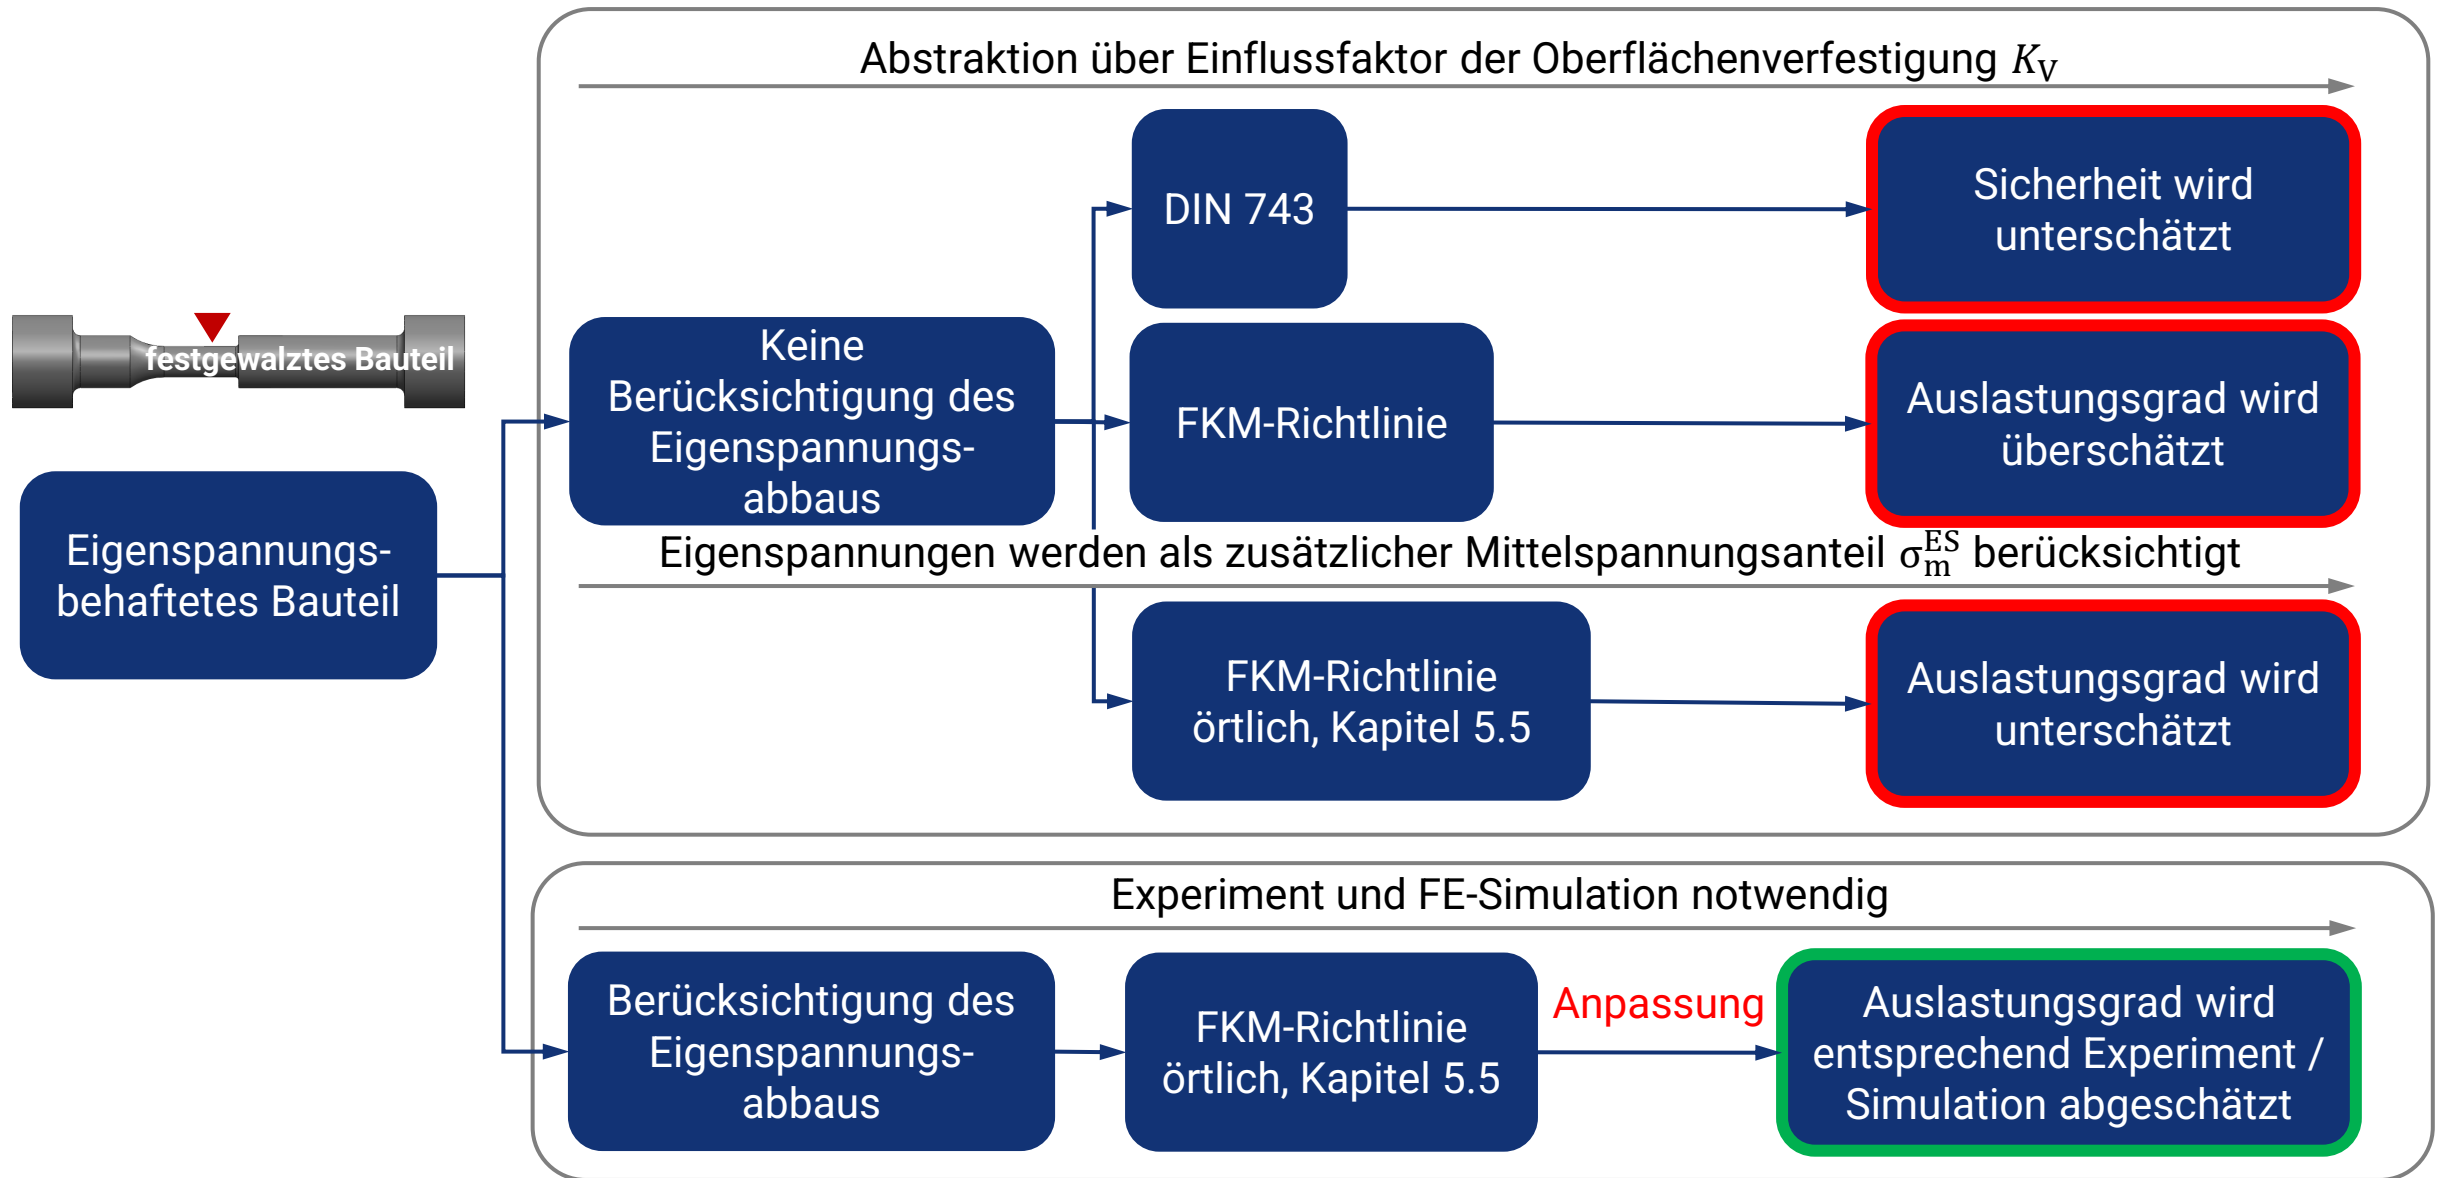 Abstraktion über Einflussfaktor der Oberflächenverfestigung K_V
DIN 743
Sicherheit wird
unterschätzt
festgewalztes Bauteil
Keine
Berücksichtigung des
Eigenspannungs-
abbaus
FKM-Richtlinie
Auslastungsgrad wird
überschätzt
Eigenspannungs-
behaftetes Bauteil
Eigenspannungen werden als zusätzlicher Mittelspannungsanteil σ_m^ES berücksichtigt
FKM-Richtlinie
örtlich, Kapitel 5.5
Auslastungsgrad wird
unterschätzt
Experiment und FE-Simulation notwendig
Berücksichtigung des
Eigenspannungs-
abbaus
FKM-Richtlinie
örtlich, Kapitel 5.5
Anpassung
Auslastungsgrad wird
entsprechend Experiment /
Simulation abgeschätzt